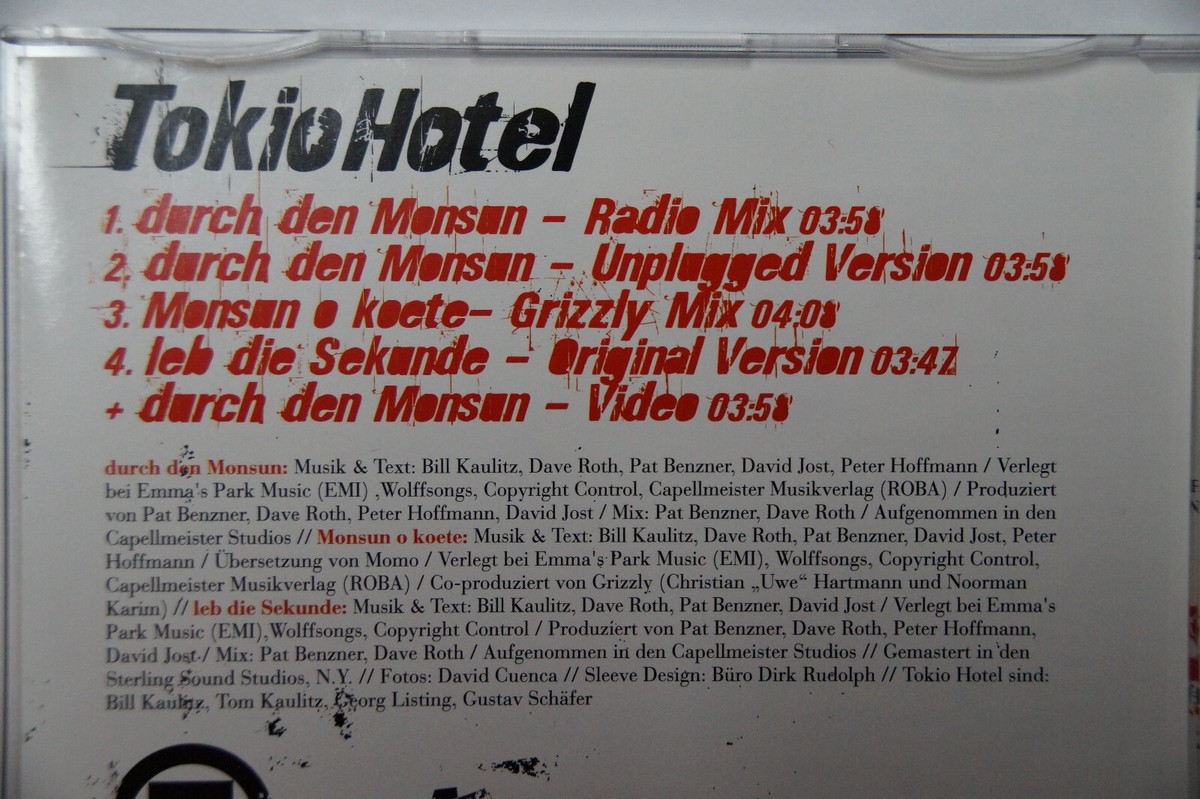 Tokio Hotel
1. durch den Monsun - Radio Mix 03:58
2. durch den Monsun - Unplugged Version 03:58
3. Monsun o koete- Grizzly Mix 04:08
4. leb die Sekunde - Original Version 03:47
+ durch den Monsun - Video 03:58
durch den Monsun: Musik & Text: Bill Kaulitz, Dave Roth, Pat Benzner, David Jost, Peter Hoffmann / Verlegt
bei Emma's Park Music (EMI) ,Wolffsongs, Copyright Control, Capellmeister Musikverlag (ROBA) / Produziert
von Pat Benzner, Dave Roth, Peter Hoffmann, David Jost / Mix: Pat Benzner, Dave Roth / Aufgenommen in den
Capellmeister Studios // Monsun o koete: Musik & Text: Bill Kaulitz, Dave Roth, Pat Benzner, David Jost, Peter
Hoffmann / Übersetzung von Momo / Verlegt bei Emma's Park Music (EMI), Wolffsongs, Copyright Control,
Capellmeister Musikverlag (ROBA) / Co-produziert von Grizzly (Christian „Uwe“ Hartmann und Noorman
Karim) // leb die Sekunde: Musik & Text: Bill Kaulitz, Dave Roth, Pat Benzner, David Jost / Verlegt bei Emma's
Park Music (EMI),Wolffsongs, Copyright Control / Produziert von Pat Benzner, Dave Roth, Peter Hoffmann,
David Jost / Mix: Pat Benzner, Dave Roth / Aufgenommen in den Capellmeister Studios // Gemastert in den
Sterling Sound Studios, N.Y. // Fotos: David Cuenca // Sleeve Design: Büro Dirk Rudolph // Tokio Hotel sind:
Bill Kaulitz, Tom Kaulitz, Georg Listing, Gustav Schäfer